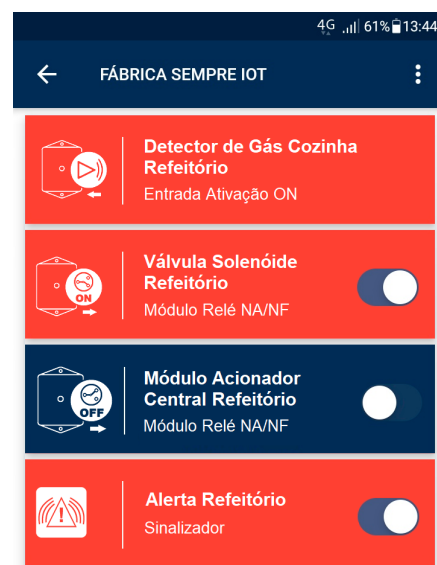 4G 61% 13:44
FÁBRICA SEMPRE IOT
Detector de Gás Cozinha
Refeitório
Entrada Ativação ON
Válvula Solenóide
Refeitório
ON
Módulo Relé NA/NF
Módulo Acionador
Central Refeitório
OFF
Módulo Relé NA/NF
Alerta Refeitório
Sinalizador